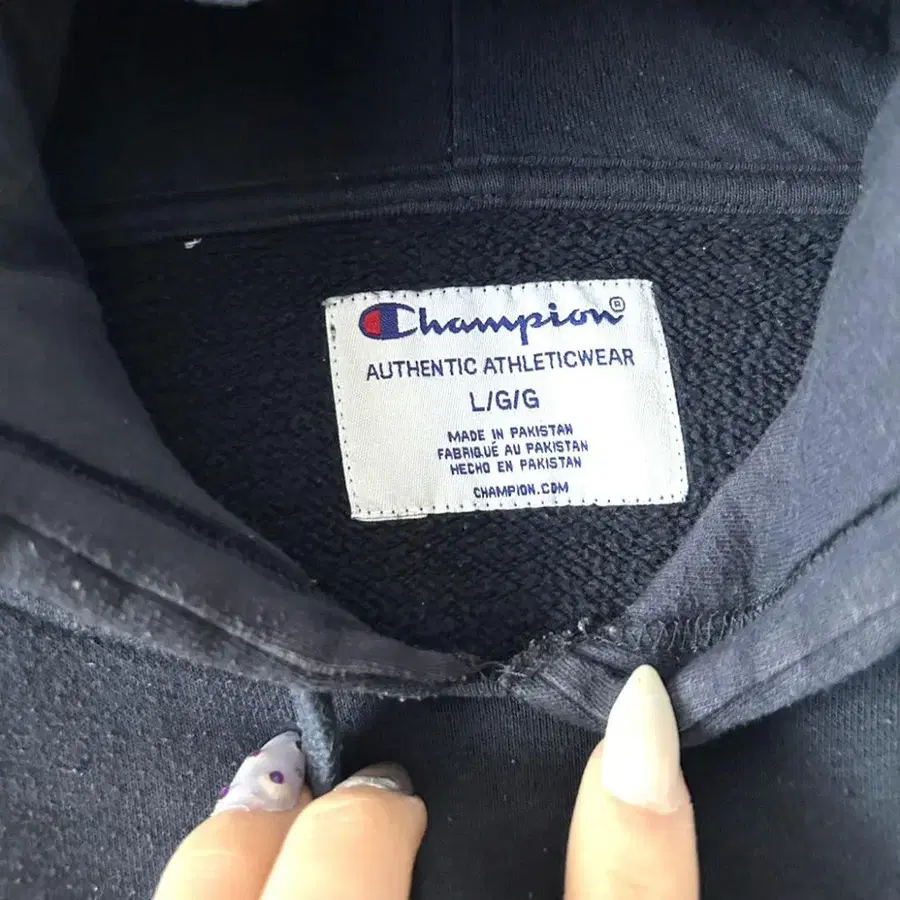 Champion®
AUTHENTIC ATHLETICWEAR
L/G/G
MADE IN PAKISTAN
FABRIQUÉ AU PAKISTAN
HECHO EN PAKISTAN
CHAMPION.COM